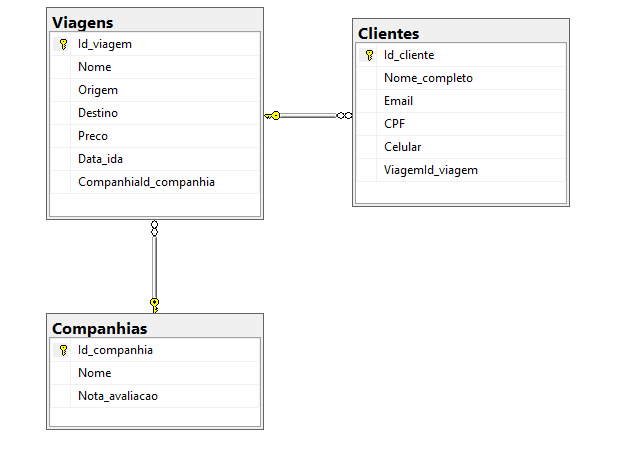 Viagens
Id_viagem
Nome
Origem
Destino
Preco
Data_ida
CompanhiaId_companhia
Clientes
Id_cliente
Nome_completo
Email
CPF
Celular
ViagemId_viagem
Companhias
Id_companhia
Nome
Nota_avaliacao